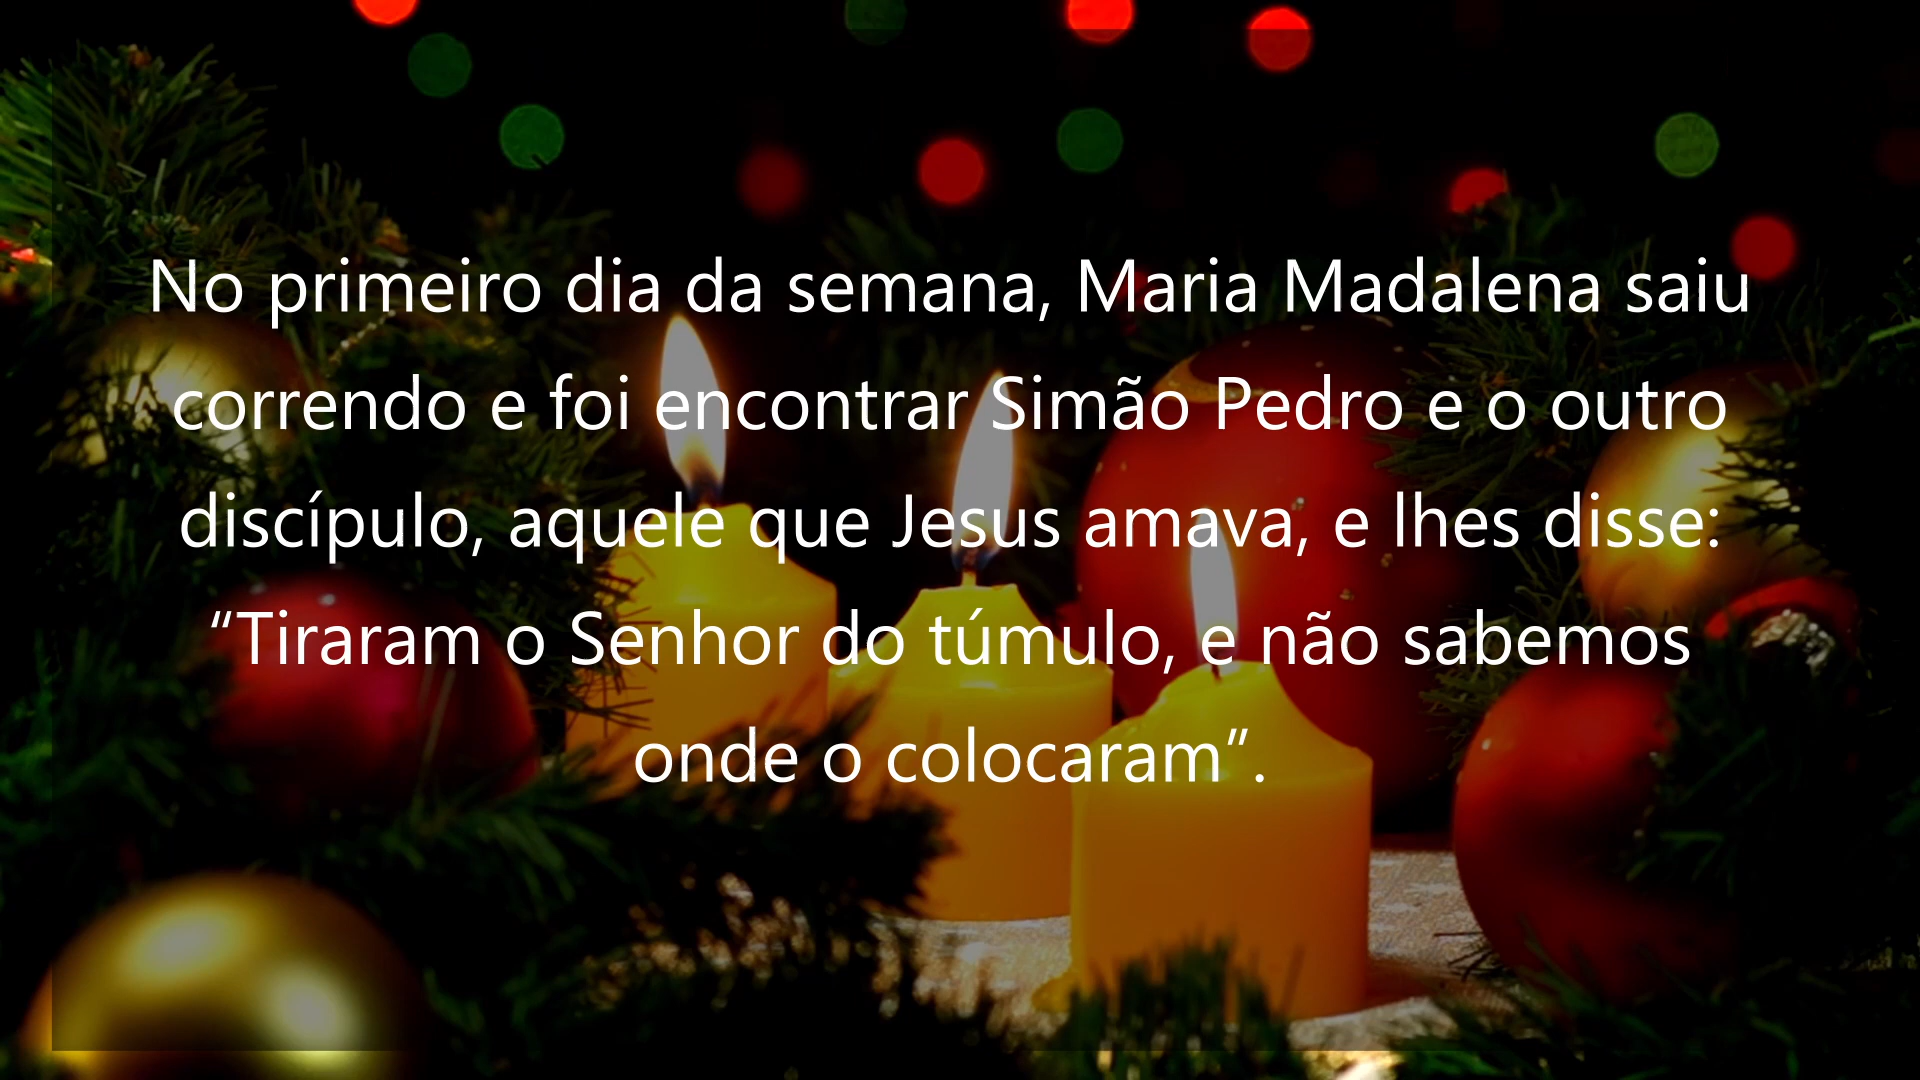 No primeiro dia da semana, Maria Madalena saiu
correndo e foi encontrar Simão Pedro e o outro
discípulo, aquele que Jesus amava, e lhes disse:
“Tiraram o Senhor do túmulo, e não sabemos
onde o colocaram”.